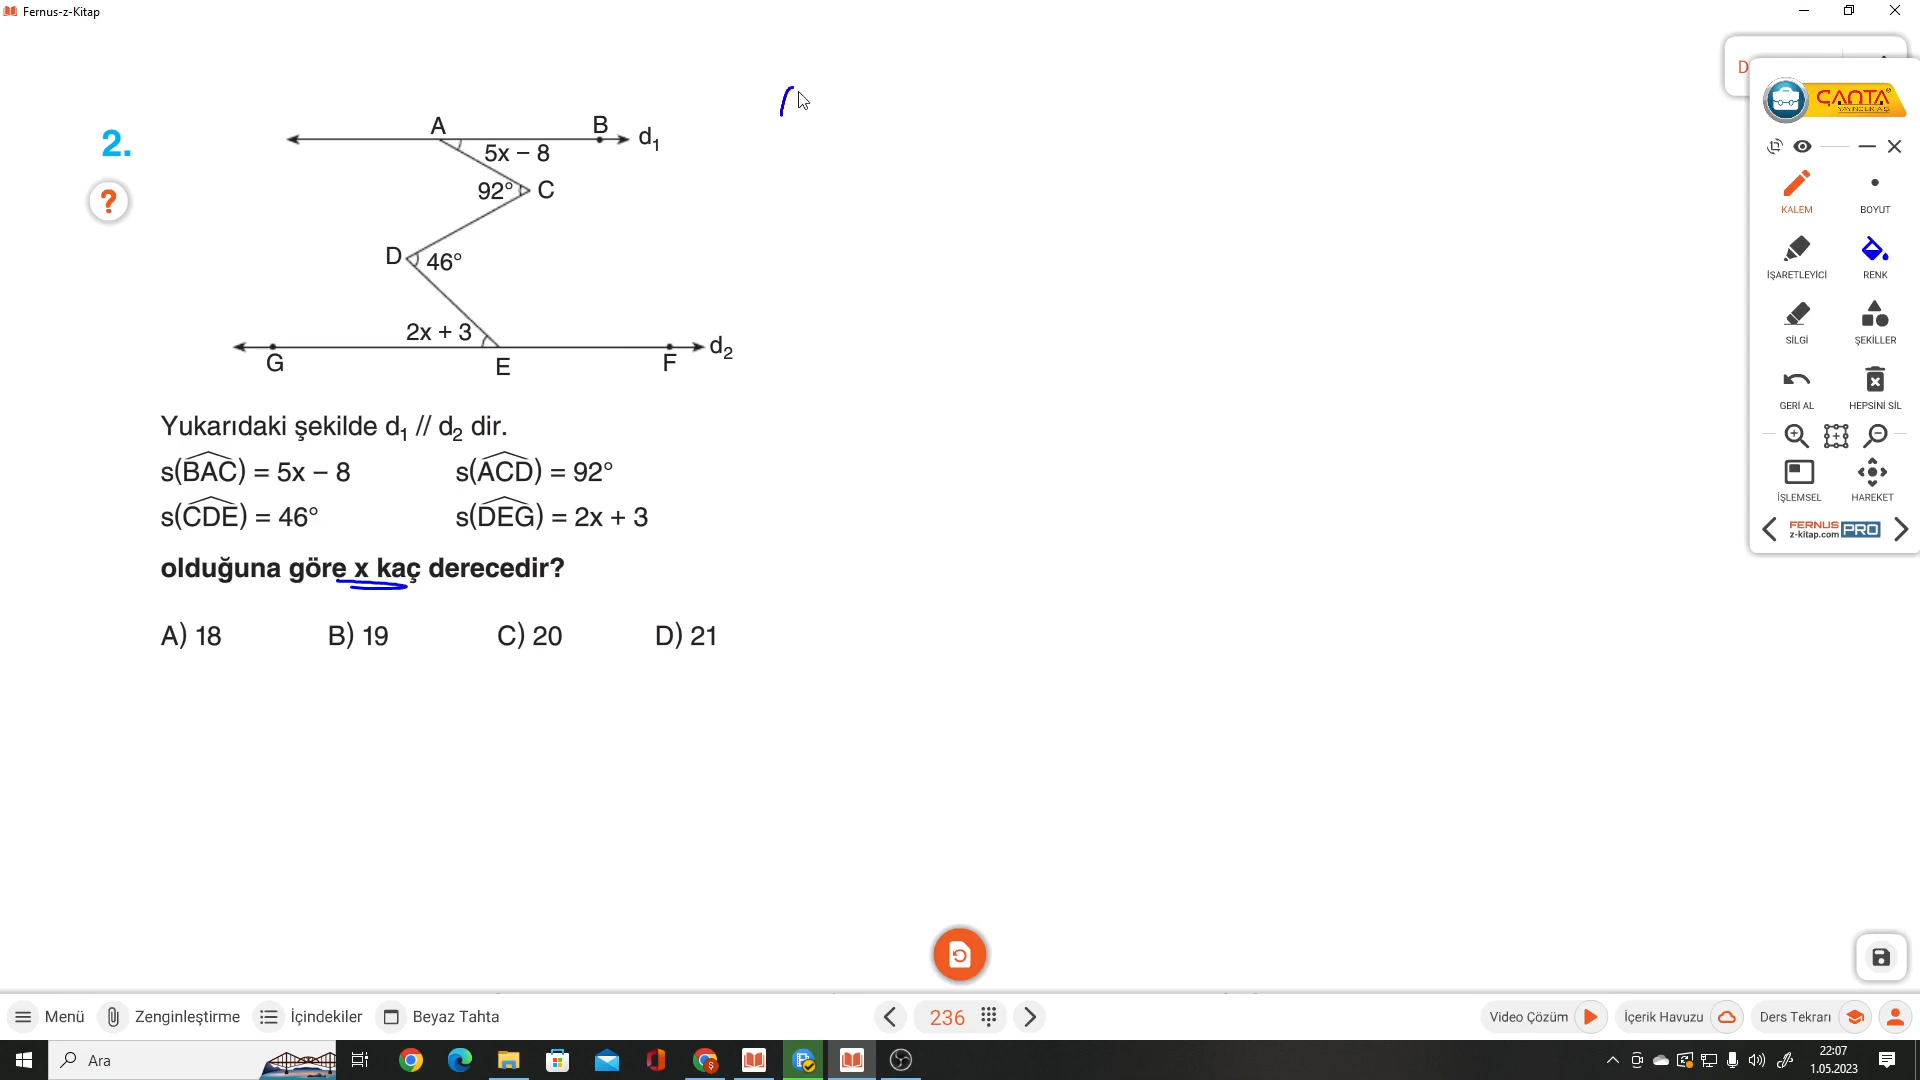 Fernus-z-Kitap
2.
?
A
B
d1
5x – 8
92°
C
D
46°
2x + 3
G
E
F
d2
Yukarıdaki şekilde d1 // d2 dir.
s(BAC) = 5x – 8 s(ACD) = 92°
s(CDE) = 46° s(DEG) = 2x + 3
olduğuna göre x kaç derecedir?
A) 18 B) 19 C) 20 D) 21
D
ÇANTA
YAYINCILIK A.Ş.
KALEM BOYUT
İŞARETLEYİCİ RENK
SİLGİ ŞEKİLLER
GERİ AL HEPSİNİ SİL
İŞLEMSEL HAREKET
FERNUS
z-kitap.com PRO
Menü Zenginleştirme İçindekiler Beyaz Tahta 236 Video Çözüm İçerik Havuzu Ders Tekrarı
Ara
22:07
1.05.2023